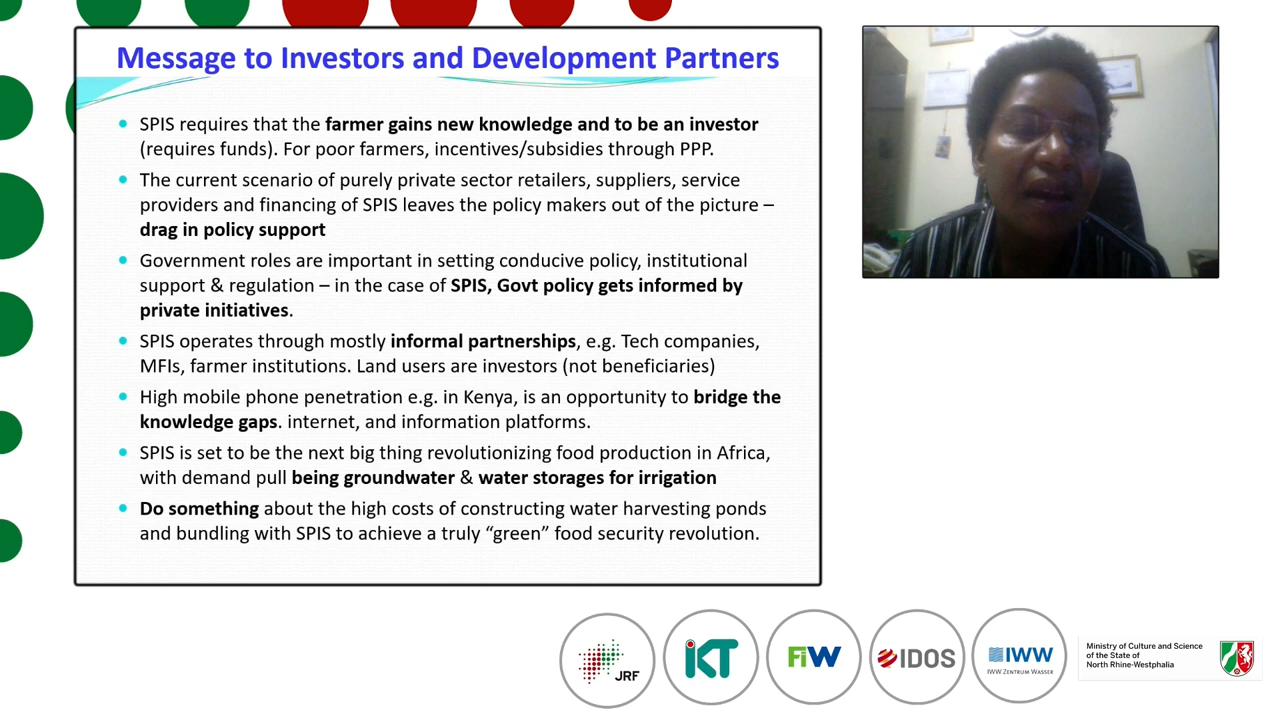 Message to Investors and Development Partners
SPIS requires that the farmer gains new knowledge and to be an investor
(requires funds). For poor farmers, incentives/subsidies through PPP.
The current scenario of purely private sector retailers, suppliers, service
providers and financing of SPIS leaves the policy makers out of the picture –
drag in policy support
Government roles are important in setting conducive policy, institutional
support & regulation – in the case of SPIS, Govt policy gets informed by
private initiatives.
SPIS operates through mostly informal partnerships, e.g. Tech companies,
MFIs, farmer institutions. Land users are investors (not beneficiaries)
High mobile phone penetration e.g. in Kenya, is an opportunity to bridge the
knowledge gaps. internet, and information platforms.
SPIS is set to be the next big thing revolutionizing food production in Africa,
with demand pull being groundwater & water storages for irrigation
Do something about the high costs of constructing water harvesting ponds
and bundling with SPIS to achieve a truly “green” food security revolution.
JRF
iKT
FiW
IDOS
IWW
IWW ZENTRUM WASSER
Ministry of Culture and Science
of the State of
North Rhine-Westphalia